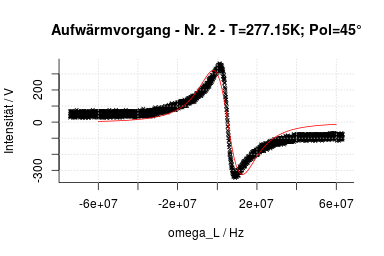 Aufwärmvorgang - Nr. 2 - T=277.15K; Pol=45°
Intensität / V
200
0
-300
-6e+07
-2e+07
2e+07
6e+07
omega_L / Hz